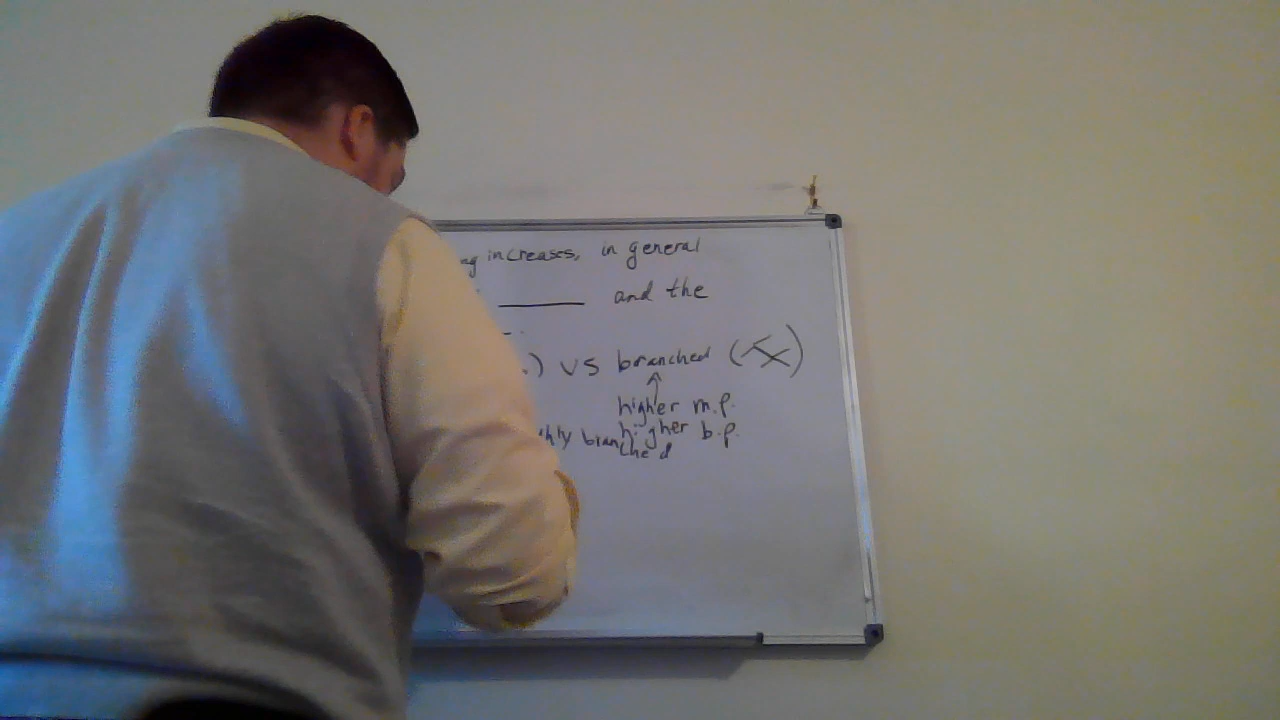 increases, in general
and the
) vs branched ( )
higher m.p.
higher b.p.
branched